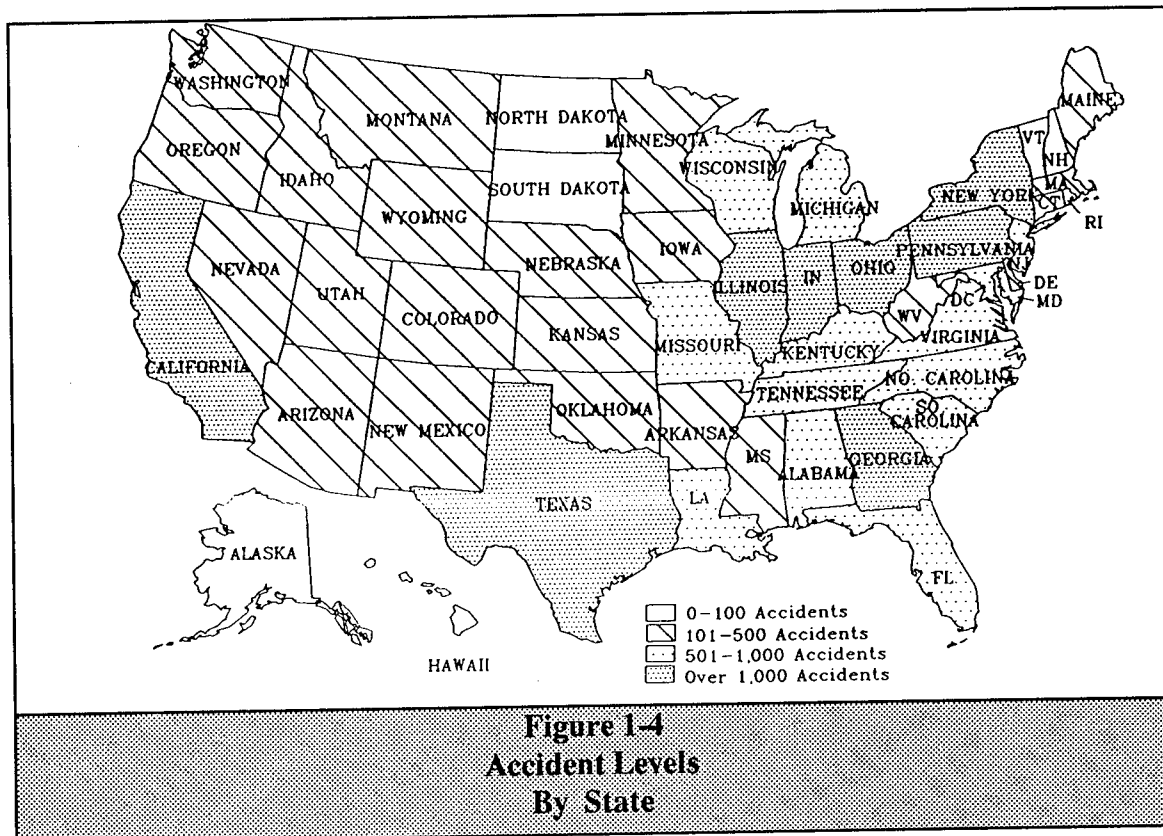 WASHINGTON
MONTANA
NORTH DAKOTA
MINNESOTA
MAINE
OREGON
IDAHO
WYOMING
SOUTH DAKOTA
WISCONSIN
MICHIGAN
VT
NH
NEW YORK
MA
CT
RI
NEVADA
UTAH
COLORADO
NEBRASKA
IOWA
ILLINOIS
IN
OHIO
PENNSYLVANIA
NJ
DE
MD
DC
WV
VIRGINIA
CALIFORNIA
KANSAS
MISSOURI
KENTUCKY
ARIZONA
NEW MEXICO
OKLAHOMA
ARKANSAS
TENNESSEE
NO. CAROLINA
SO.
CAROLINA
TEXAS
LA
MS
ALABAMA
GEORGIA
FL
ALASKA
HAWAII
0-100 Accidents
101-500 Accidents
501-1,000 Accidents
Over 1,000 Accidents
Figure 1-4
Accident Levels
By State